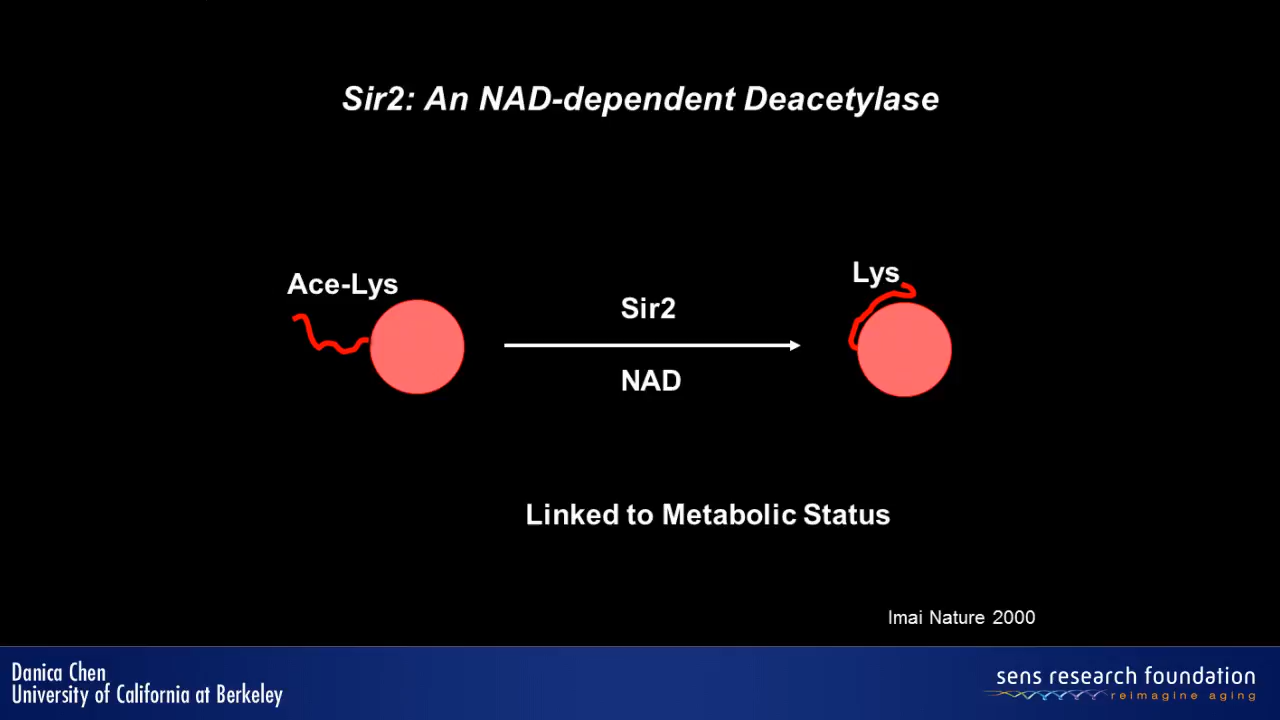 Sir2: An NAD-dependent Deacetylase
Ace-Lys
Lys
Sir2
NAD
Linked to Metabolic Status
Imai Nature 2000
Danica Chen
University of California at Berkeley
sens research foundation
reimagine aging